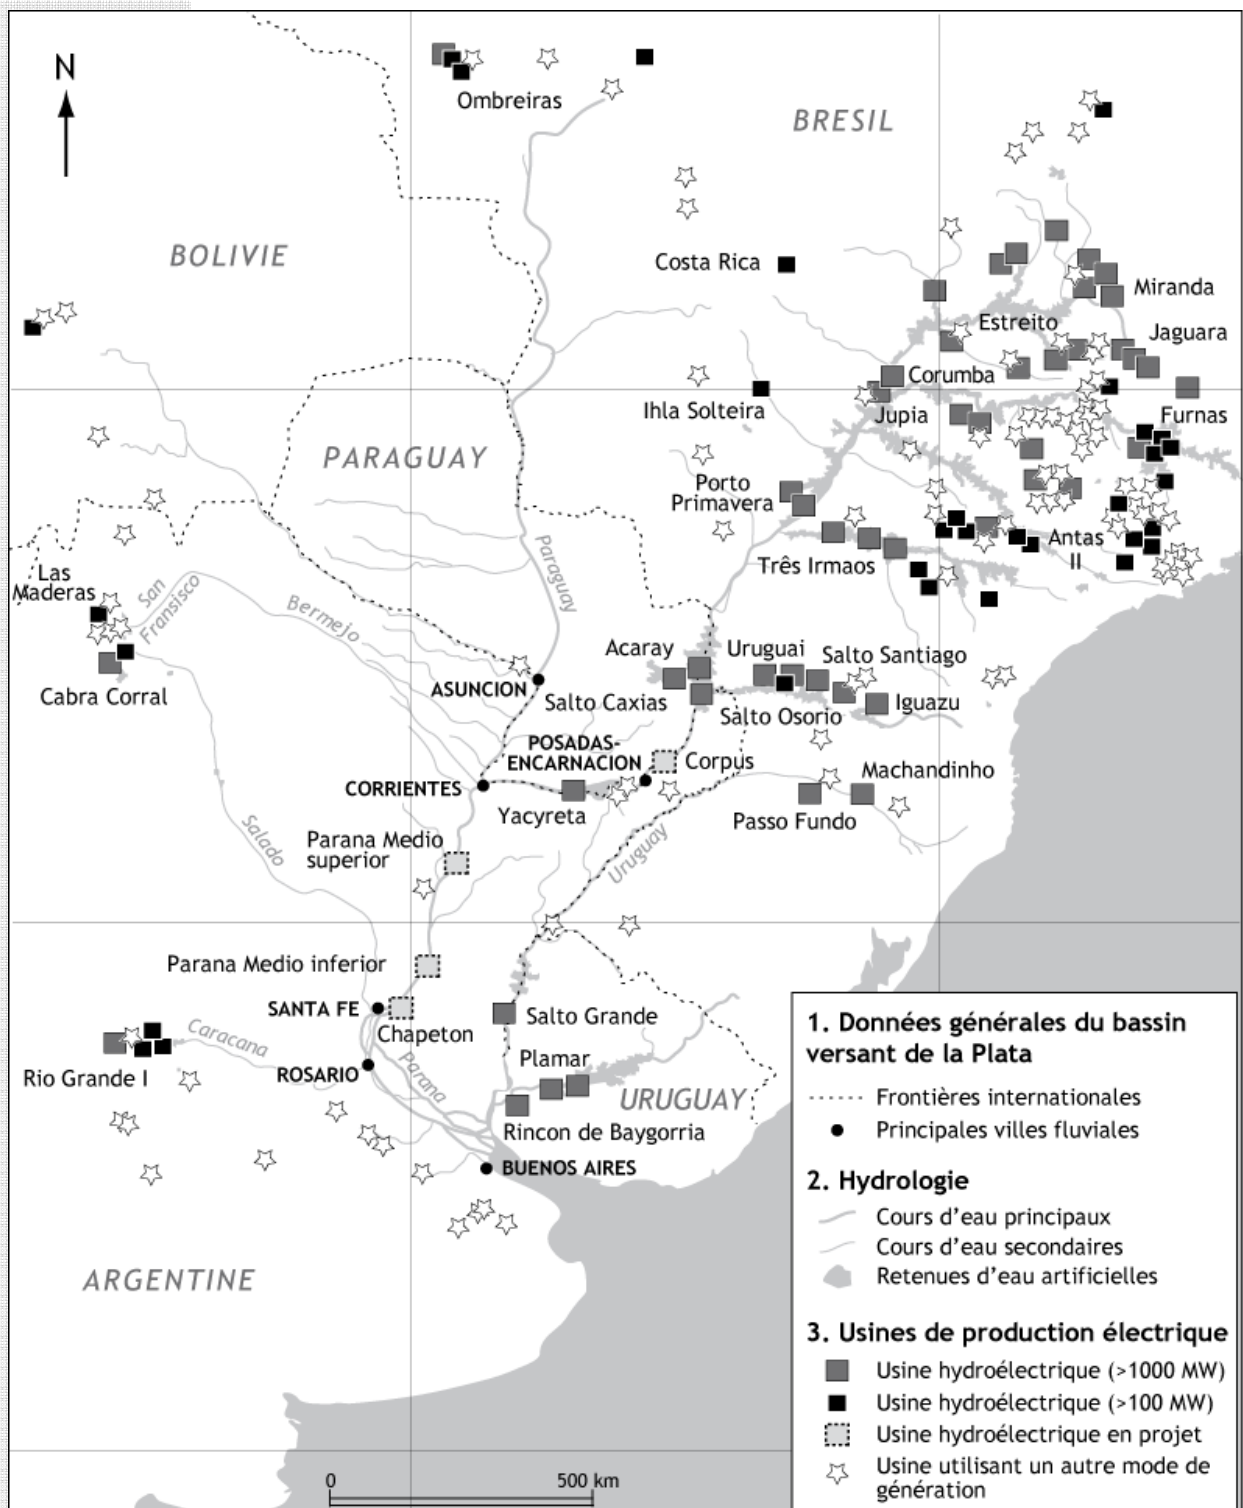 N
Ombreiras
BRESIL
BOLIVIE
Costa Rica
Miranda
Estreito
Jaguara
Corumba
Ihla Solteira
Jupia
Furnas
PARAGUAY
Porto
Primavera
Paraguay
Antas
II
Três Irmaos
Las
Maderas
San
Fransisco
Bermejo
Acaray
Uruguai
Salto Santiago
Cabra Corral
ASUNCION
Salto Caxias
Salto Osorio
Iguazu
POSADAS-
ENCARNACION
Corpus
CORRIENTES
Machandinho
Yacyreta
Passo Fundo
Salado
Parana Medio
superior
Uruguay
Parana Medio inferior
SANTA FE
Chapeton
Salto Grande
Caracana
Plamar
Rio Grande I
ROSARIO
Parana
URUGUAY
Rincon de Baygorria
BUENOS AIRES
ARGENTINE
0
500 km
1. Données générales du bassin
versant de la Plata
Frontières internationales
Principales villes fluviales
2. Hydrologie
Cours d'eau principaux
Cours d'eau secondaires
Retenues d'eau artificielles
3. Usines de production électrique
Usine hydroélectrique (>1000 MW)
Usine hydroélectrique (>100 MW)
Usine hydroélectrique en projet
Usine utilisant un autre mode de
génération